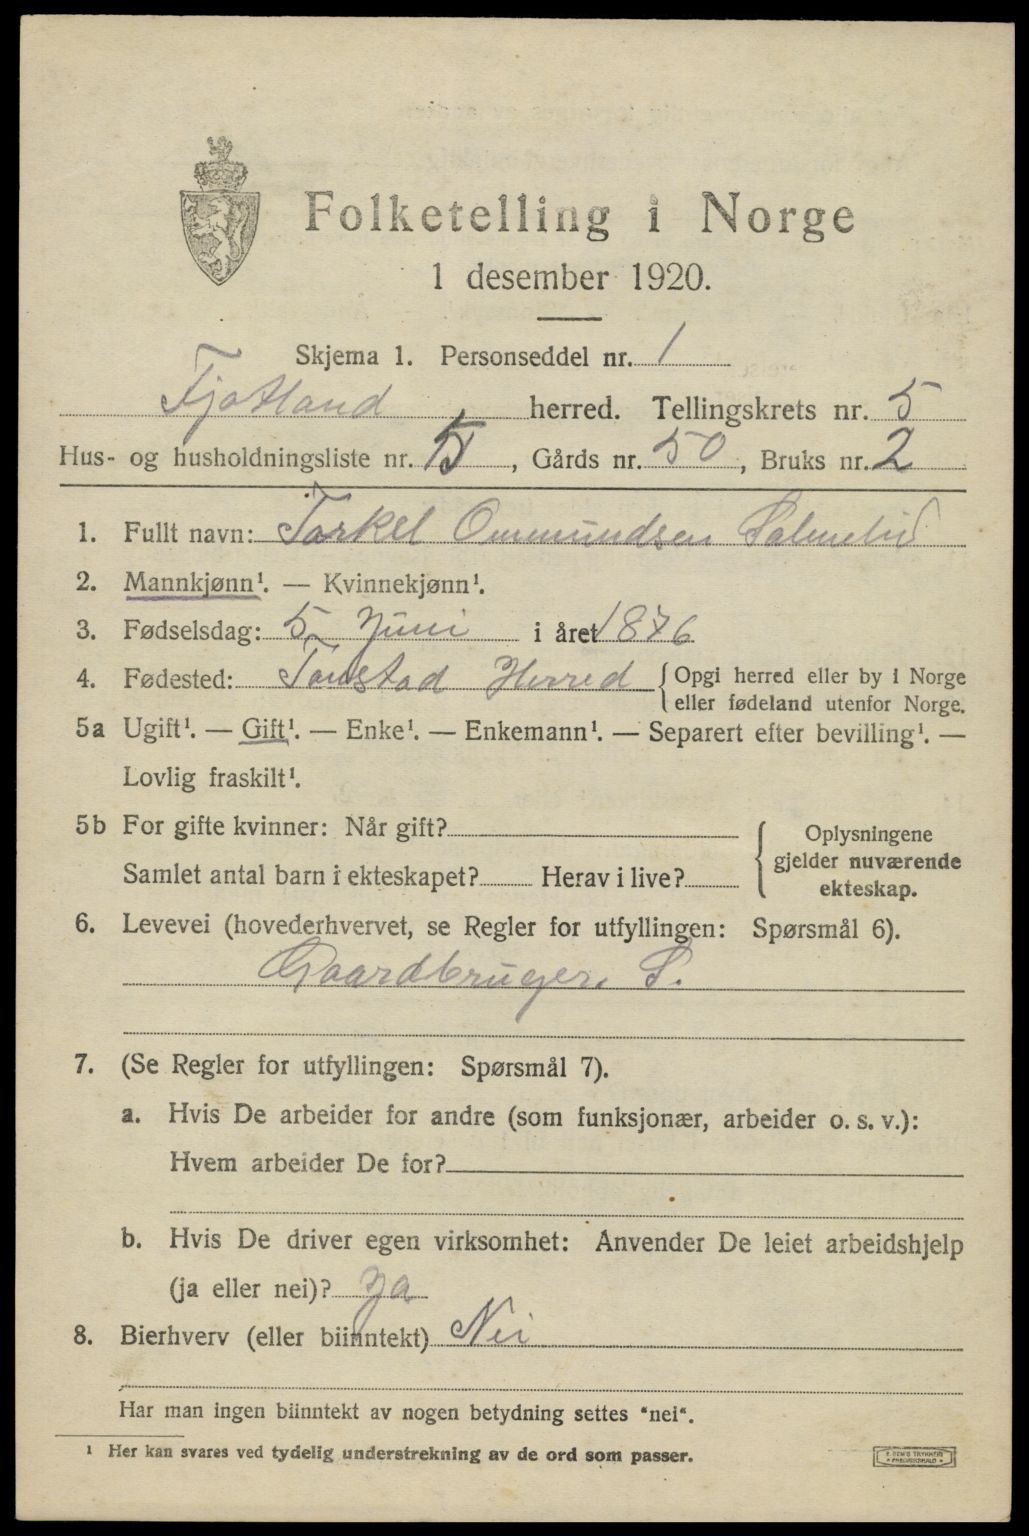 Folketelling i Norge
1 desember 1920.
Skjema 1. Personseddel nr. 1
Fjotland herred. Tellingskrets nr. 5
Hus- og husholdningsliste nr. 5, Gårds nr. 50, Bruks nr. 2
1. Fullt navn: Tarkel Ommundsen Salmelid
2. Mannkjønn¹. — Kvinnekjønn¹.
3. Fødselsdag: 5 Juni i året 1876
4. Fødested: Tonstad Herred { Opgi herred eller by i Norge
eller fødeland utenfor Norge.
5a Ugift¹. — Gift¹. — Enke¹. — Enkemann¹. — Separert efter bevilling¹. —
Lovlig fraskilt¹.
5b For gifte kvinner: Når gift?
Samlet antal barn i ekteskapet? Herav i live?
Oplysningene
gjelder nuværende
ekteskap.
6. Levevei (hovederhvervet, se Regler for utfyllingen: Spørsmål 6).
Gaardbruger. S.
7. (Se Regler for utfyllingen: Spørsmål 7).
a. Hvis De arbeider for andre (som funksjonær, arbeider o. s. v.):
Hvem arbeider De for?
b. Hvis De driver egen virksomhet: Anvender De leiet arbeidshjelp
(ja eller nei)? Ja
8. Bierhverv (eller biinntekt) Nei
Har man ingen biinntekt av nogen betydning settes "nei".
¹ Her kan svares ved tydelig understrekning av de ord som passer.